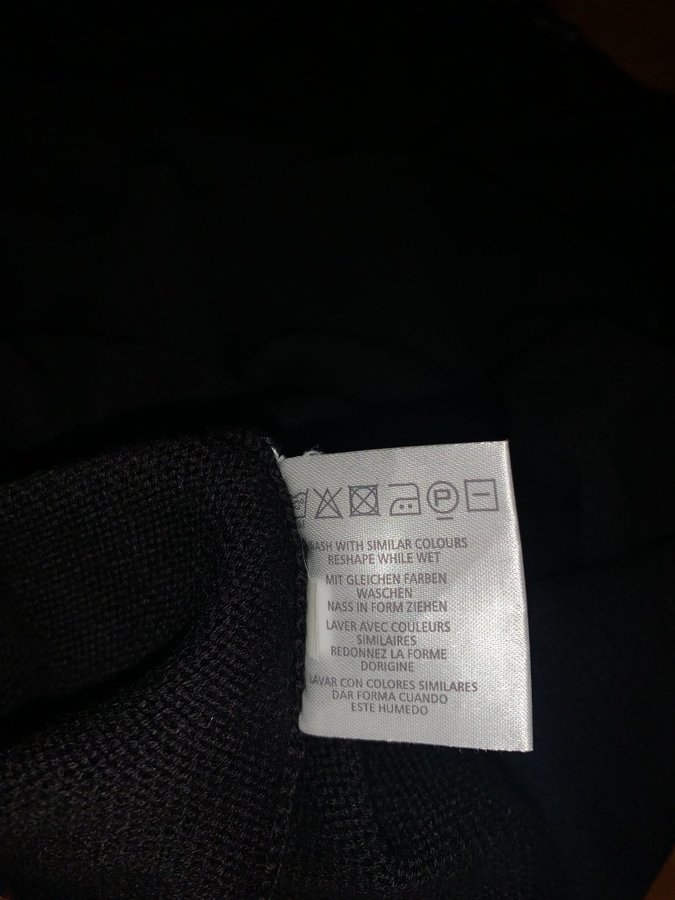 P
WASH WITH SIMILAR COLOURS
RESHAPE WHILE WET
MIT GLEICHEN FARBEN
WASCHEN
NASS IN FORM ZIEHEN
LAVER AVEC COULEURS
SIMILAIRES
REDONNEZ LA FORME
DORIGINE
LAVAR CON COLORES SIMILARES
DAR FORMA CUANDO
ESTE HUMEDO